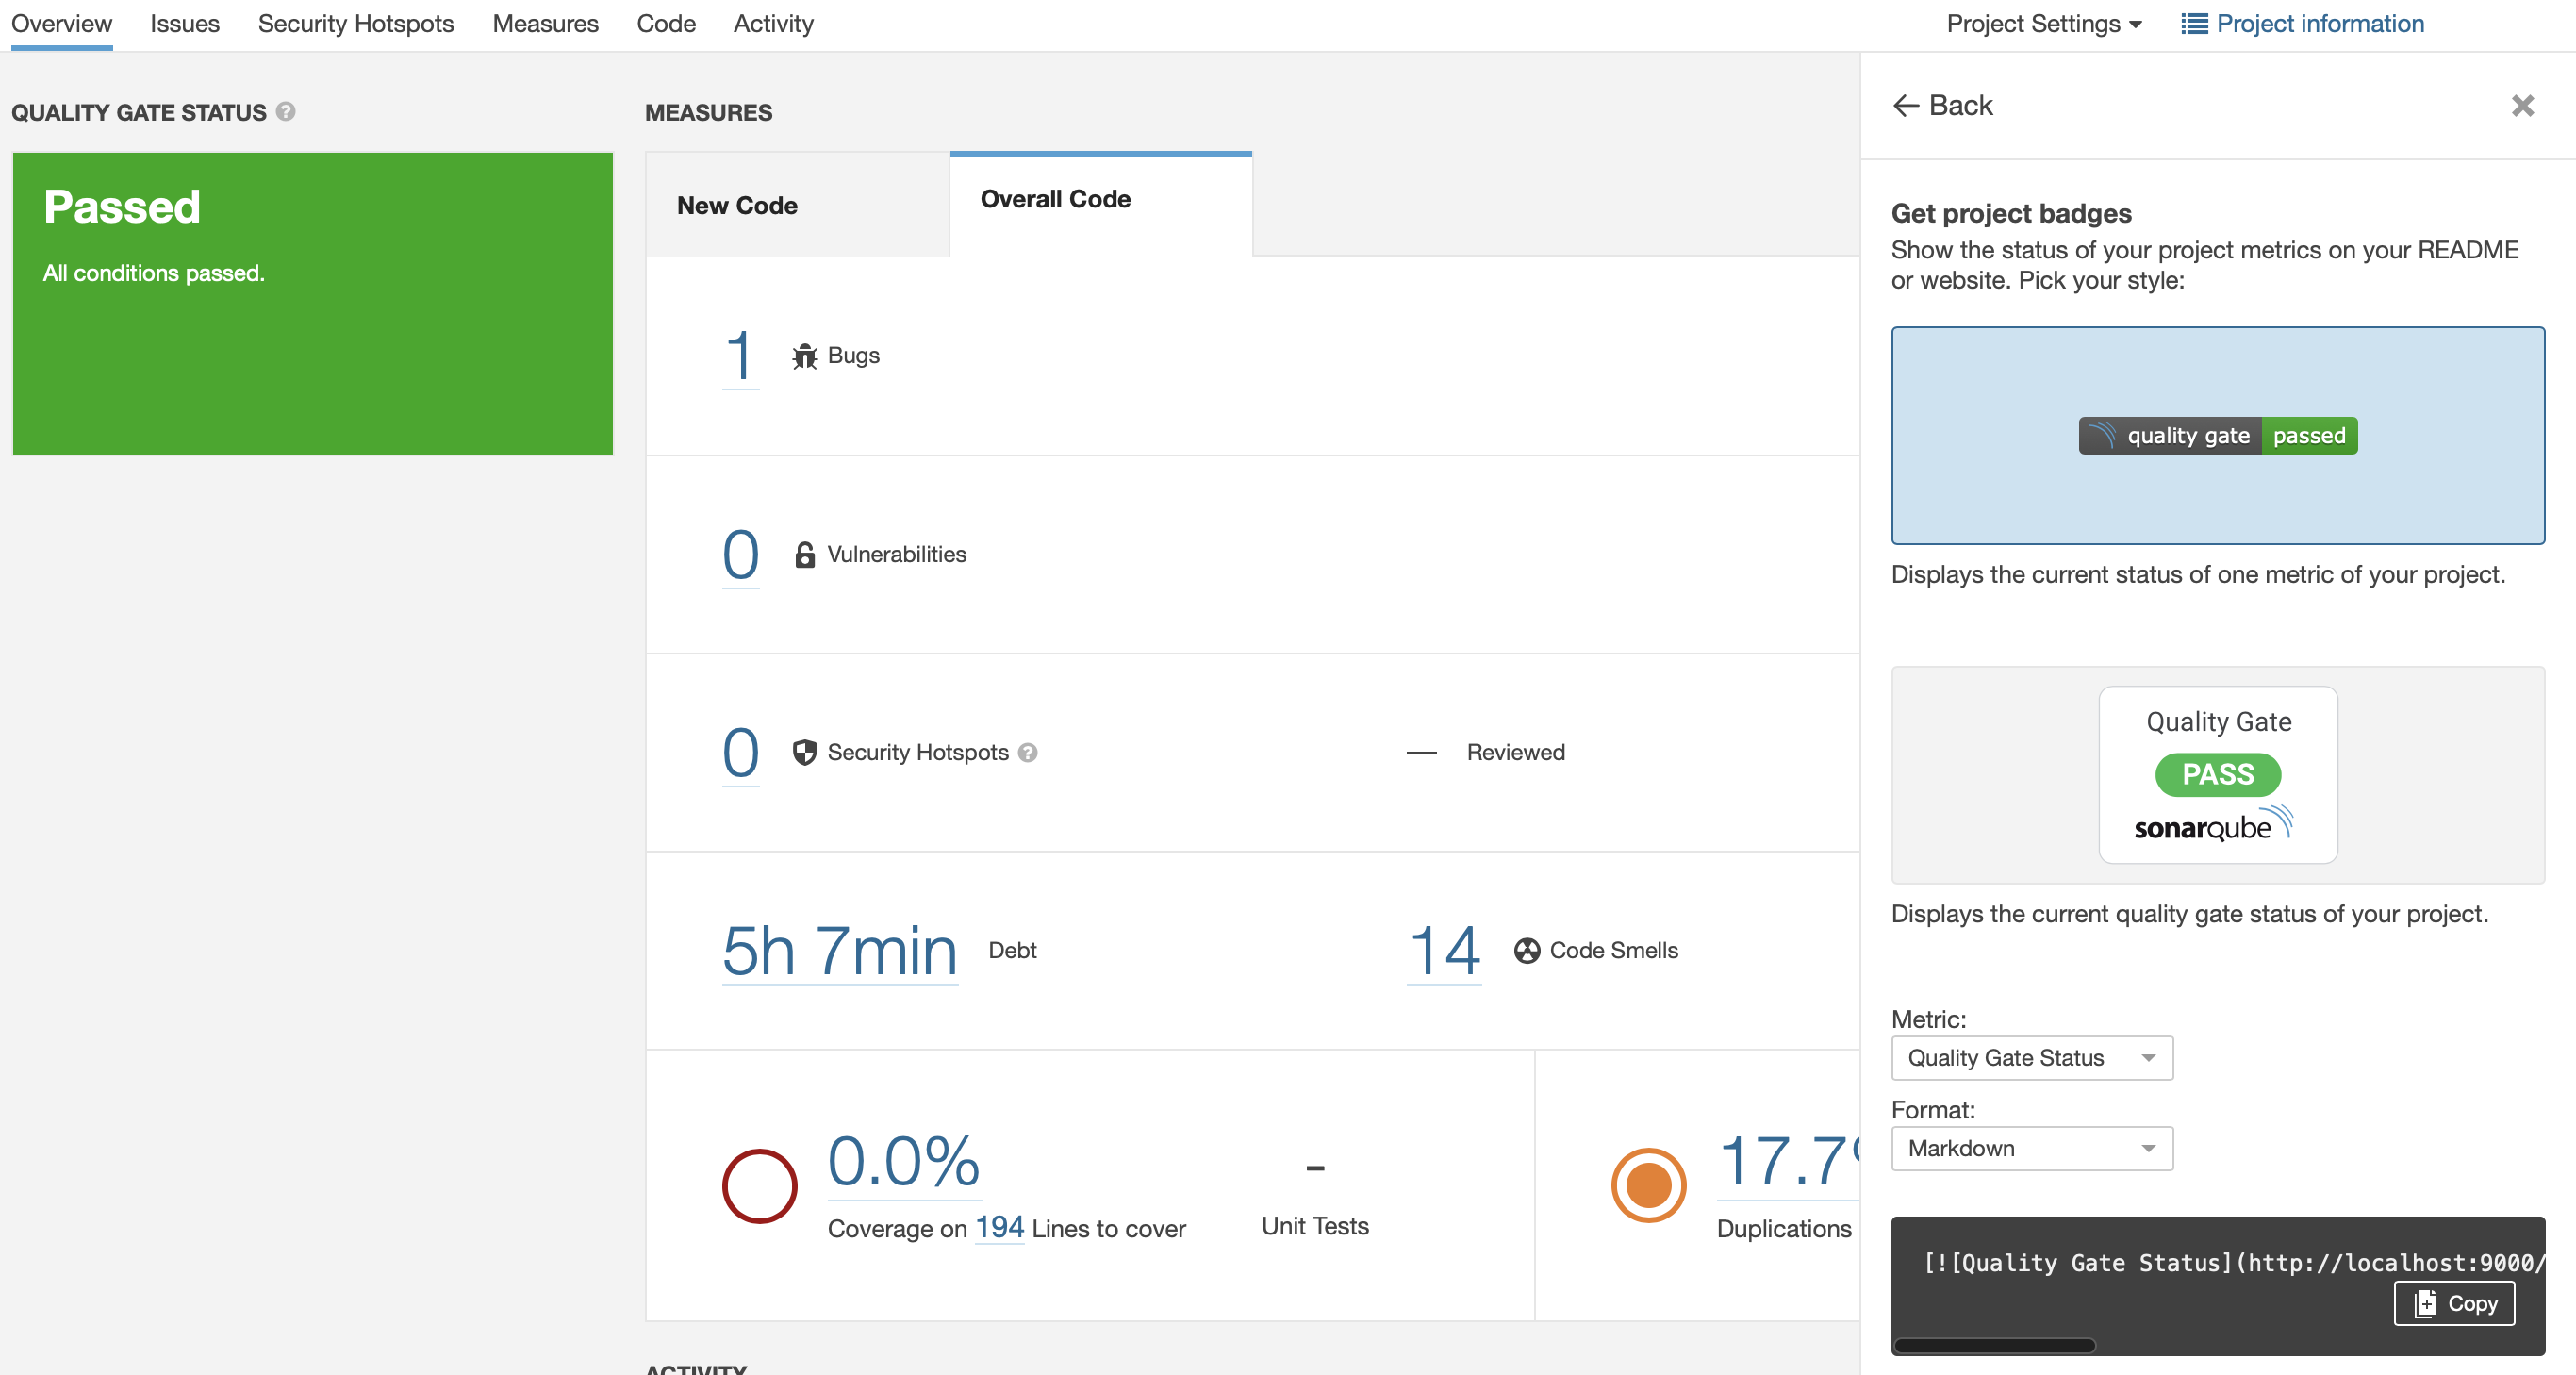 Overview Issues Security Hotspots Measures Code Activity Project Settings Project information
QUALITY GATE STATUS ?
Passed
All conditions passed.
MEASURES
New Code
Overall Code
1 Bugs
0 Vulnerabilities
0 Security Hotspots ? — Reviewed
5h 7min Debt 14 Code Smells
0.0%
Coverage on 194 Lines to cover
-
Unit Tests
17.7
Duplications
ACTIVITY
← Back
Get project badges
Show the status of your project metrics on your README
or website. Pick your style:
quality gate passed
Displays the current status of one metric of your project.
Quality Gate
PASS
sonarqube
Displays the current quality gate status of your project.
Metric:
Quality Gate Status
Format:
Markdown
[![Quality Gate Status](http://localhost:9000/
Copy